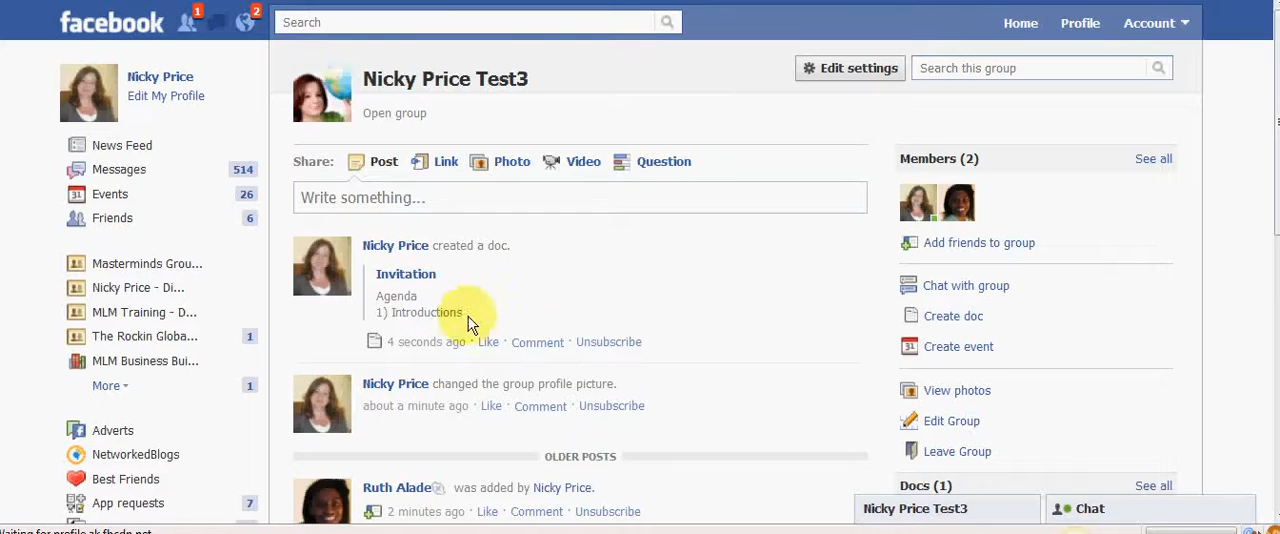 facebook 1 2 Search Home Profile Account
Nicky Price
Edit My Profile
News Feed
Messages 514
Events 26
Friends 6
Masterminds Grou...
Nicky Price - Di...
MLM Training - D...
The Rockin Globa... 1
MLM Business Bui...
More 1
Adverts
NetworkedBlogs
Best Friends
App requests 7
Nicky Price Test3
Open group
Edit settings
Search this group
Share: Post Link Photo Video Question
Write something...
Nicky Price created a doc.
Invitation
Agenda
1) Introductions
4 seconds ago · Like · Comment · Unsubscribe
Nicky Price changed the group profile picture.
about a minute ago · Like · Comment · Unsubscribe
OLDER POSTS
Ruth Alade was added by Nicky Price.
2 minutes ago · Like · Comment · Unsubscribe
Members (2) See all
Add friends to group
Chat with group
Create doc
31 Create event
View photos
Edit Group
Leave Group
Docs (1) See all
Nicky Price Test3
Chat